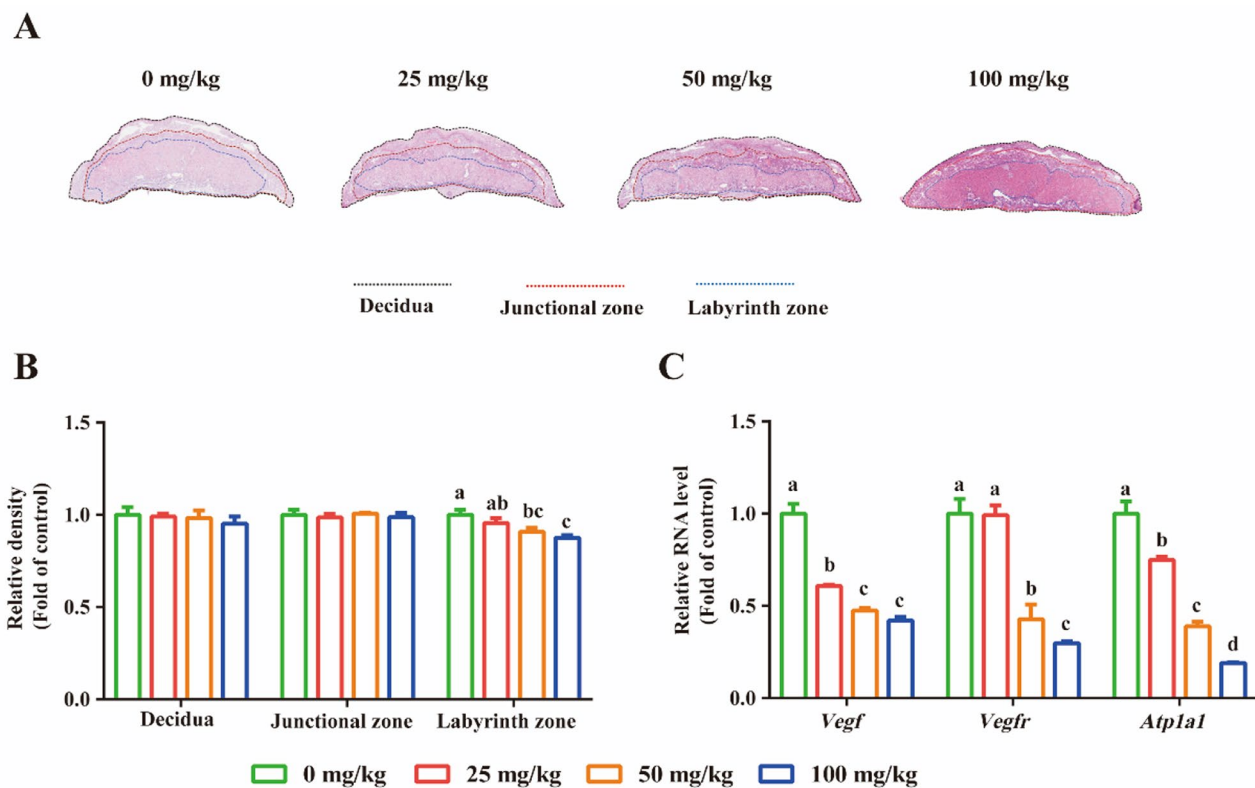 A
0 mg/kg 25 mg/kg 50 mg/kg 100 mg/kg
Decidua Junctional zone Labyrinth zone
B
Relative density
(Fold of control)
1.5
1.0
0.5
0.0
a ab bc c
Decidua Junctional zone Labyrinth zone
C
Relative RNA level
(Fold of control)
1.5
1.0
0.5
0.0
a b c c
a a c c
a b c d
Vegf Vegfr Atp1a1
0 mg/kg 25 mg/kg 50 mg/kg 100 mg/kg